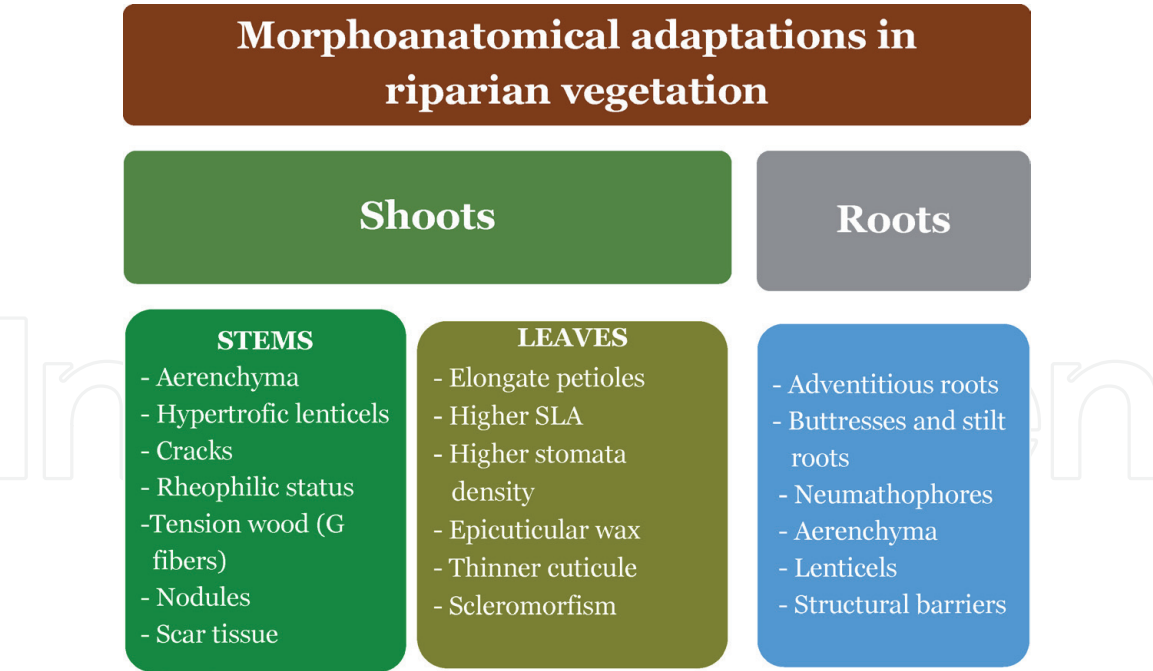 Morphoanatomical adaptations in
riparian vegetation
Shoots
Roots
STEMS
- Aerenchyma
- Hypertrofic lenticels
- Cracks
- Rheophilic status
-Tension wood (G
fibers)
- Nodules
- Scar tissue
LEAVES
- Elongate petioles
- Higher SLA
- Higher stomata
density
- Epicuticular wax
- Thinner cuticule
- Scleromorfism
- Adventitious roots
- Buttresses and stilt
roots
- Neumathophores
- Aerenchyma
- Lenticels
- Structural barriers